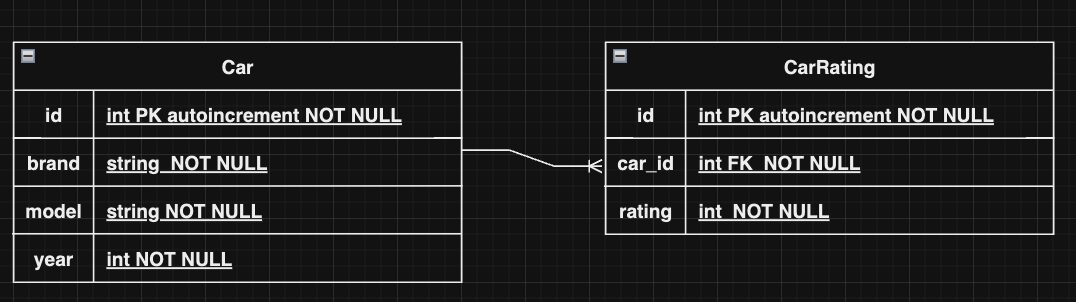 Car
id int PK autoincrement NOT NULL
brand string  NOT NULL
model string NOT NULL
year int NOT NULL
CarRating
id int PK autoincrement NOT NULL
car_id int FK  NOT NULL
rating int  NOT NULL